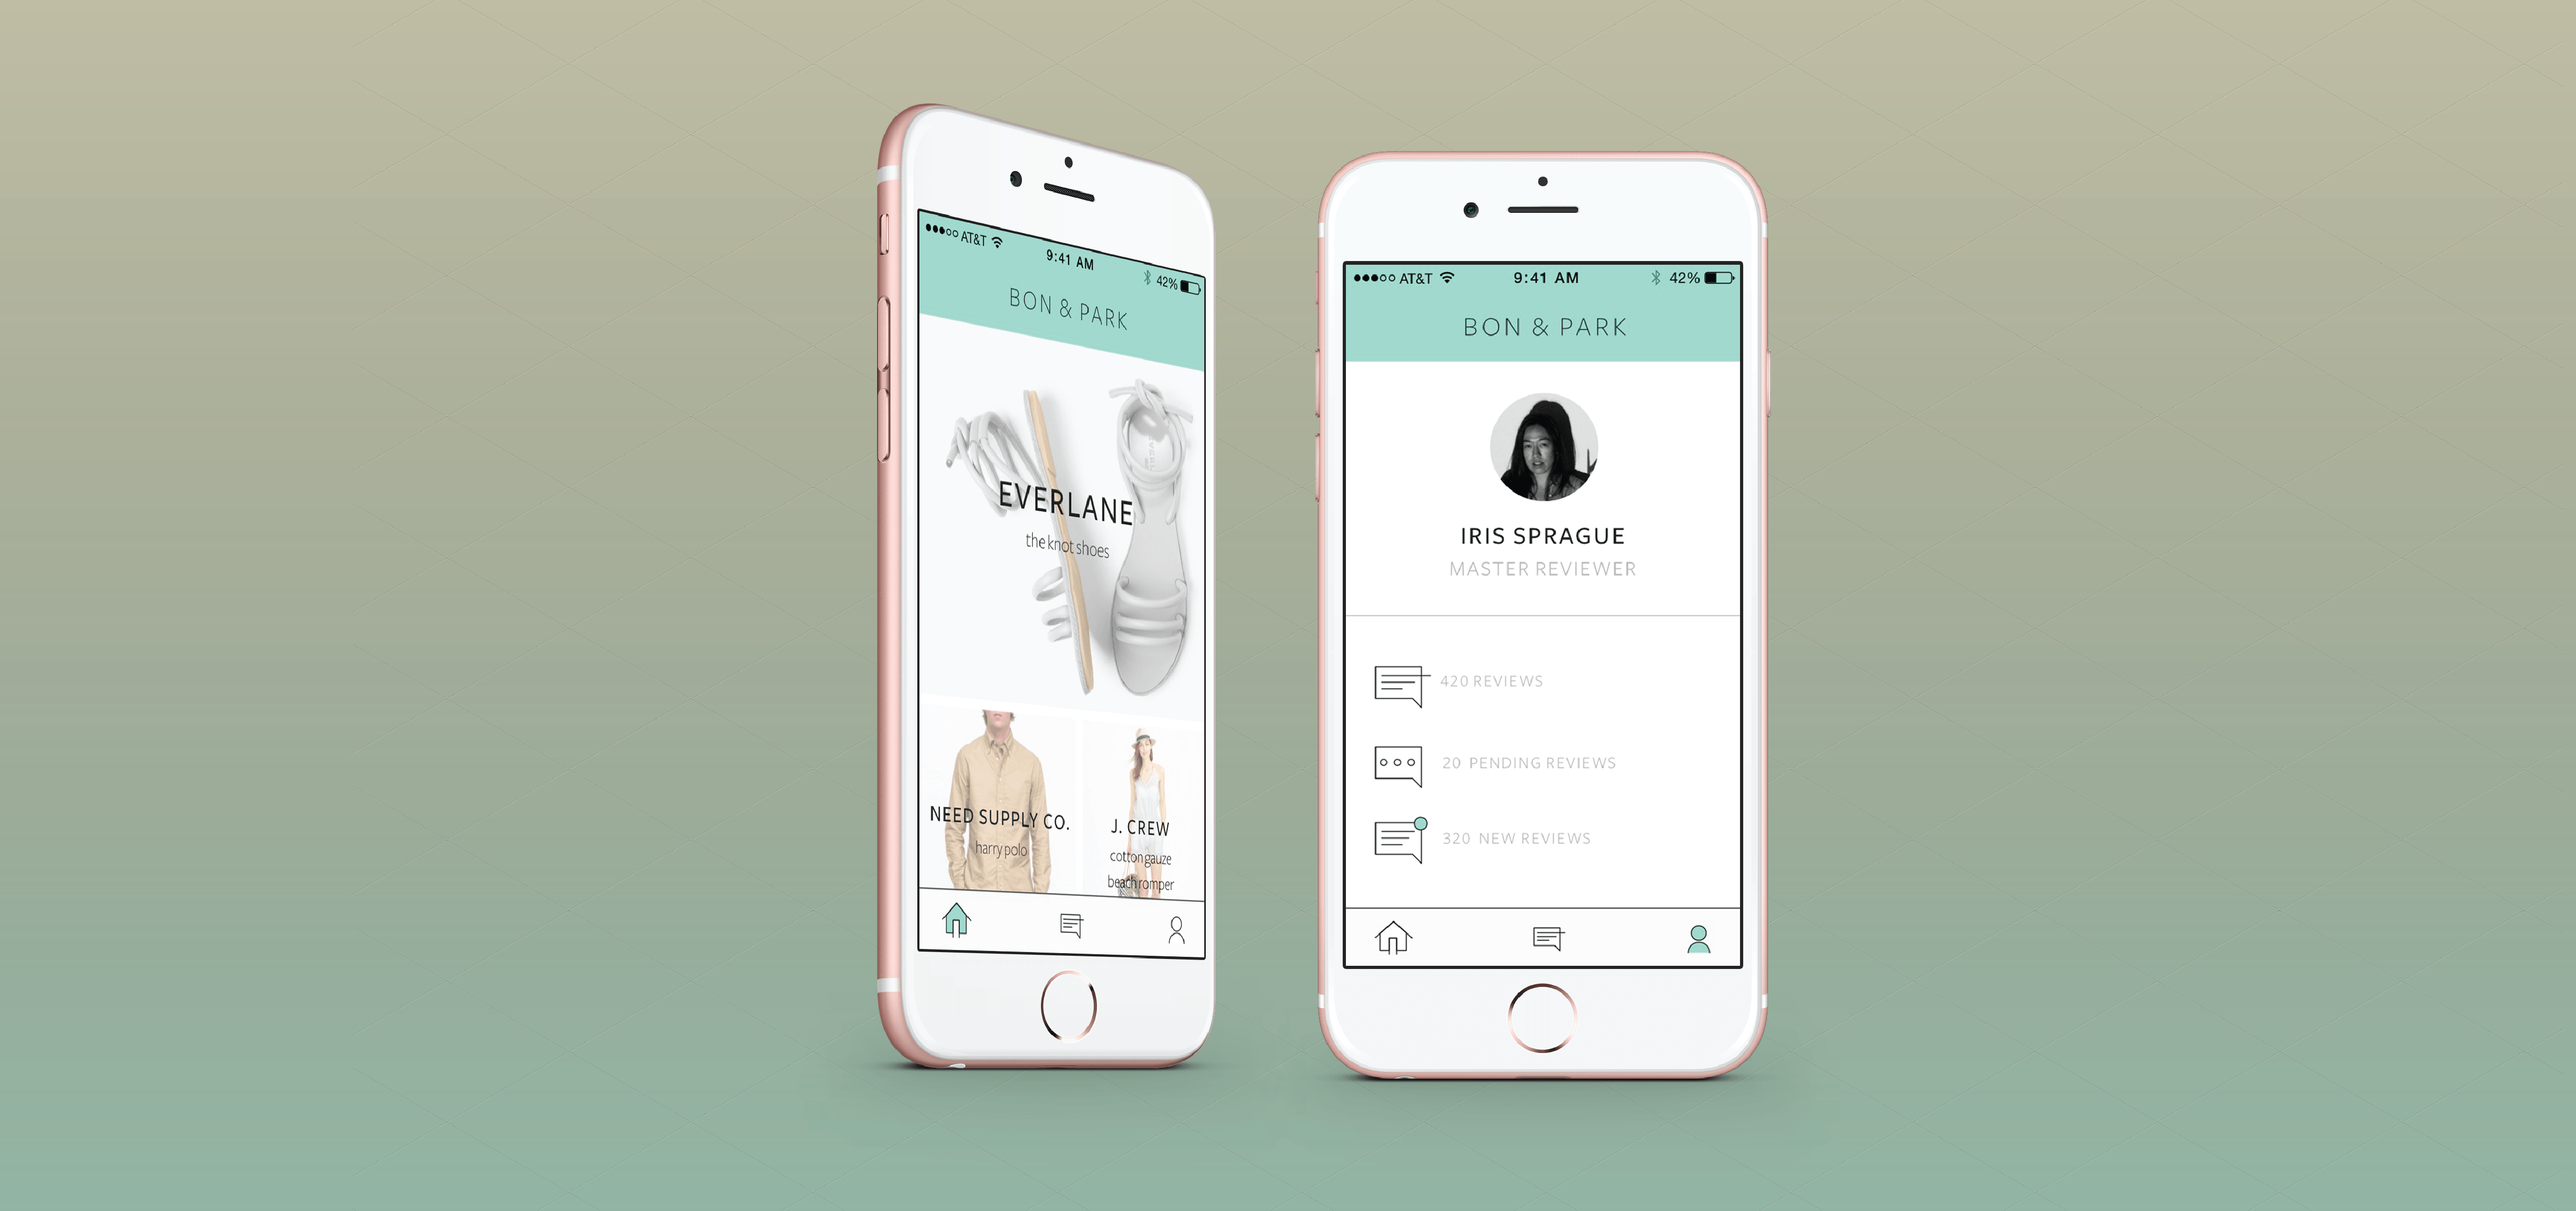 AT&T 9:41 AM 42%
BON & PARK
EVERLANE
the knot shoes
NEED SUPPLY CO.
harry polo
J. CREW
cotton gauze
beach romper
AT&T 9:41 AM 42%
BON & PARK
IRIS SPRAGUE
MASTER REVIEWER
420 REVIEWS
20 PENDING REVIEWS
320 NEW REVIEWS